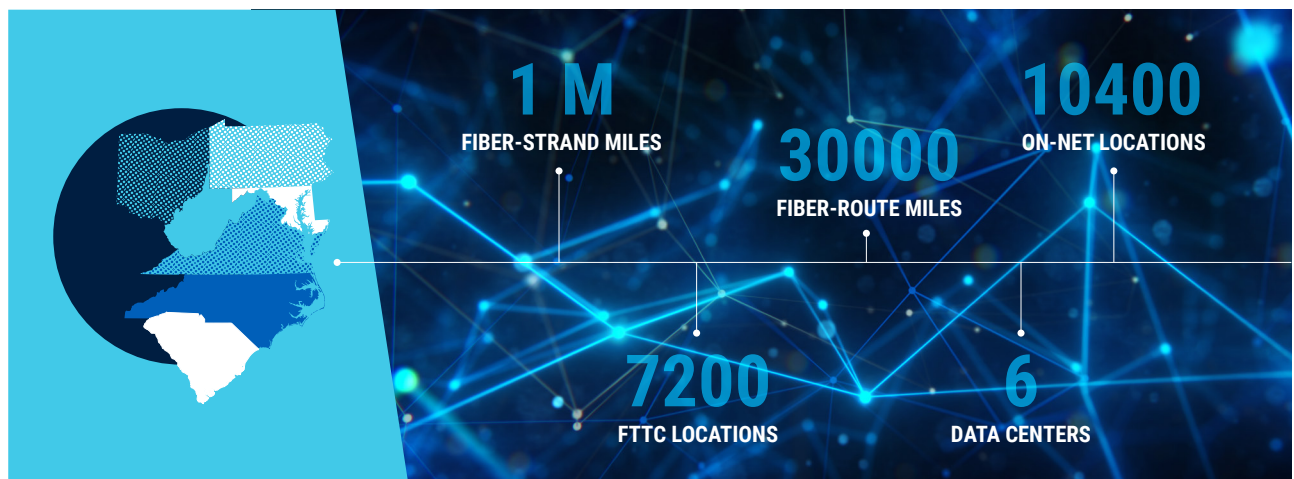 1 M
FIBER-STRAND MILES
30000
FIBER-ROUTE MILES
10400
ON-NET LOCATIONS
7200
FTTC LOCATIONS
6
DATA CENTERS